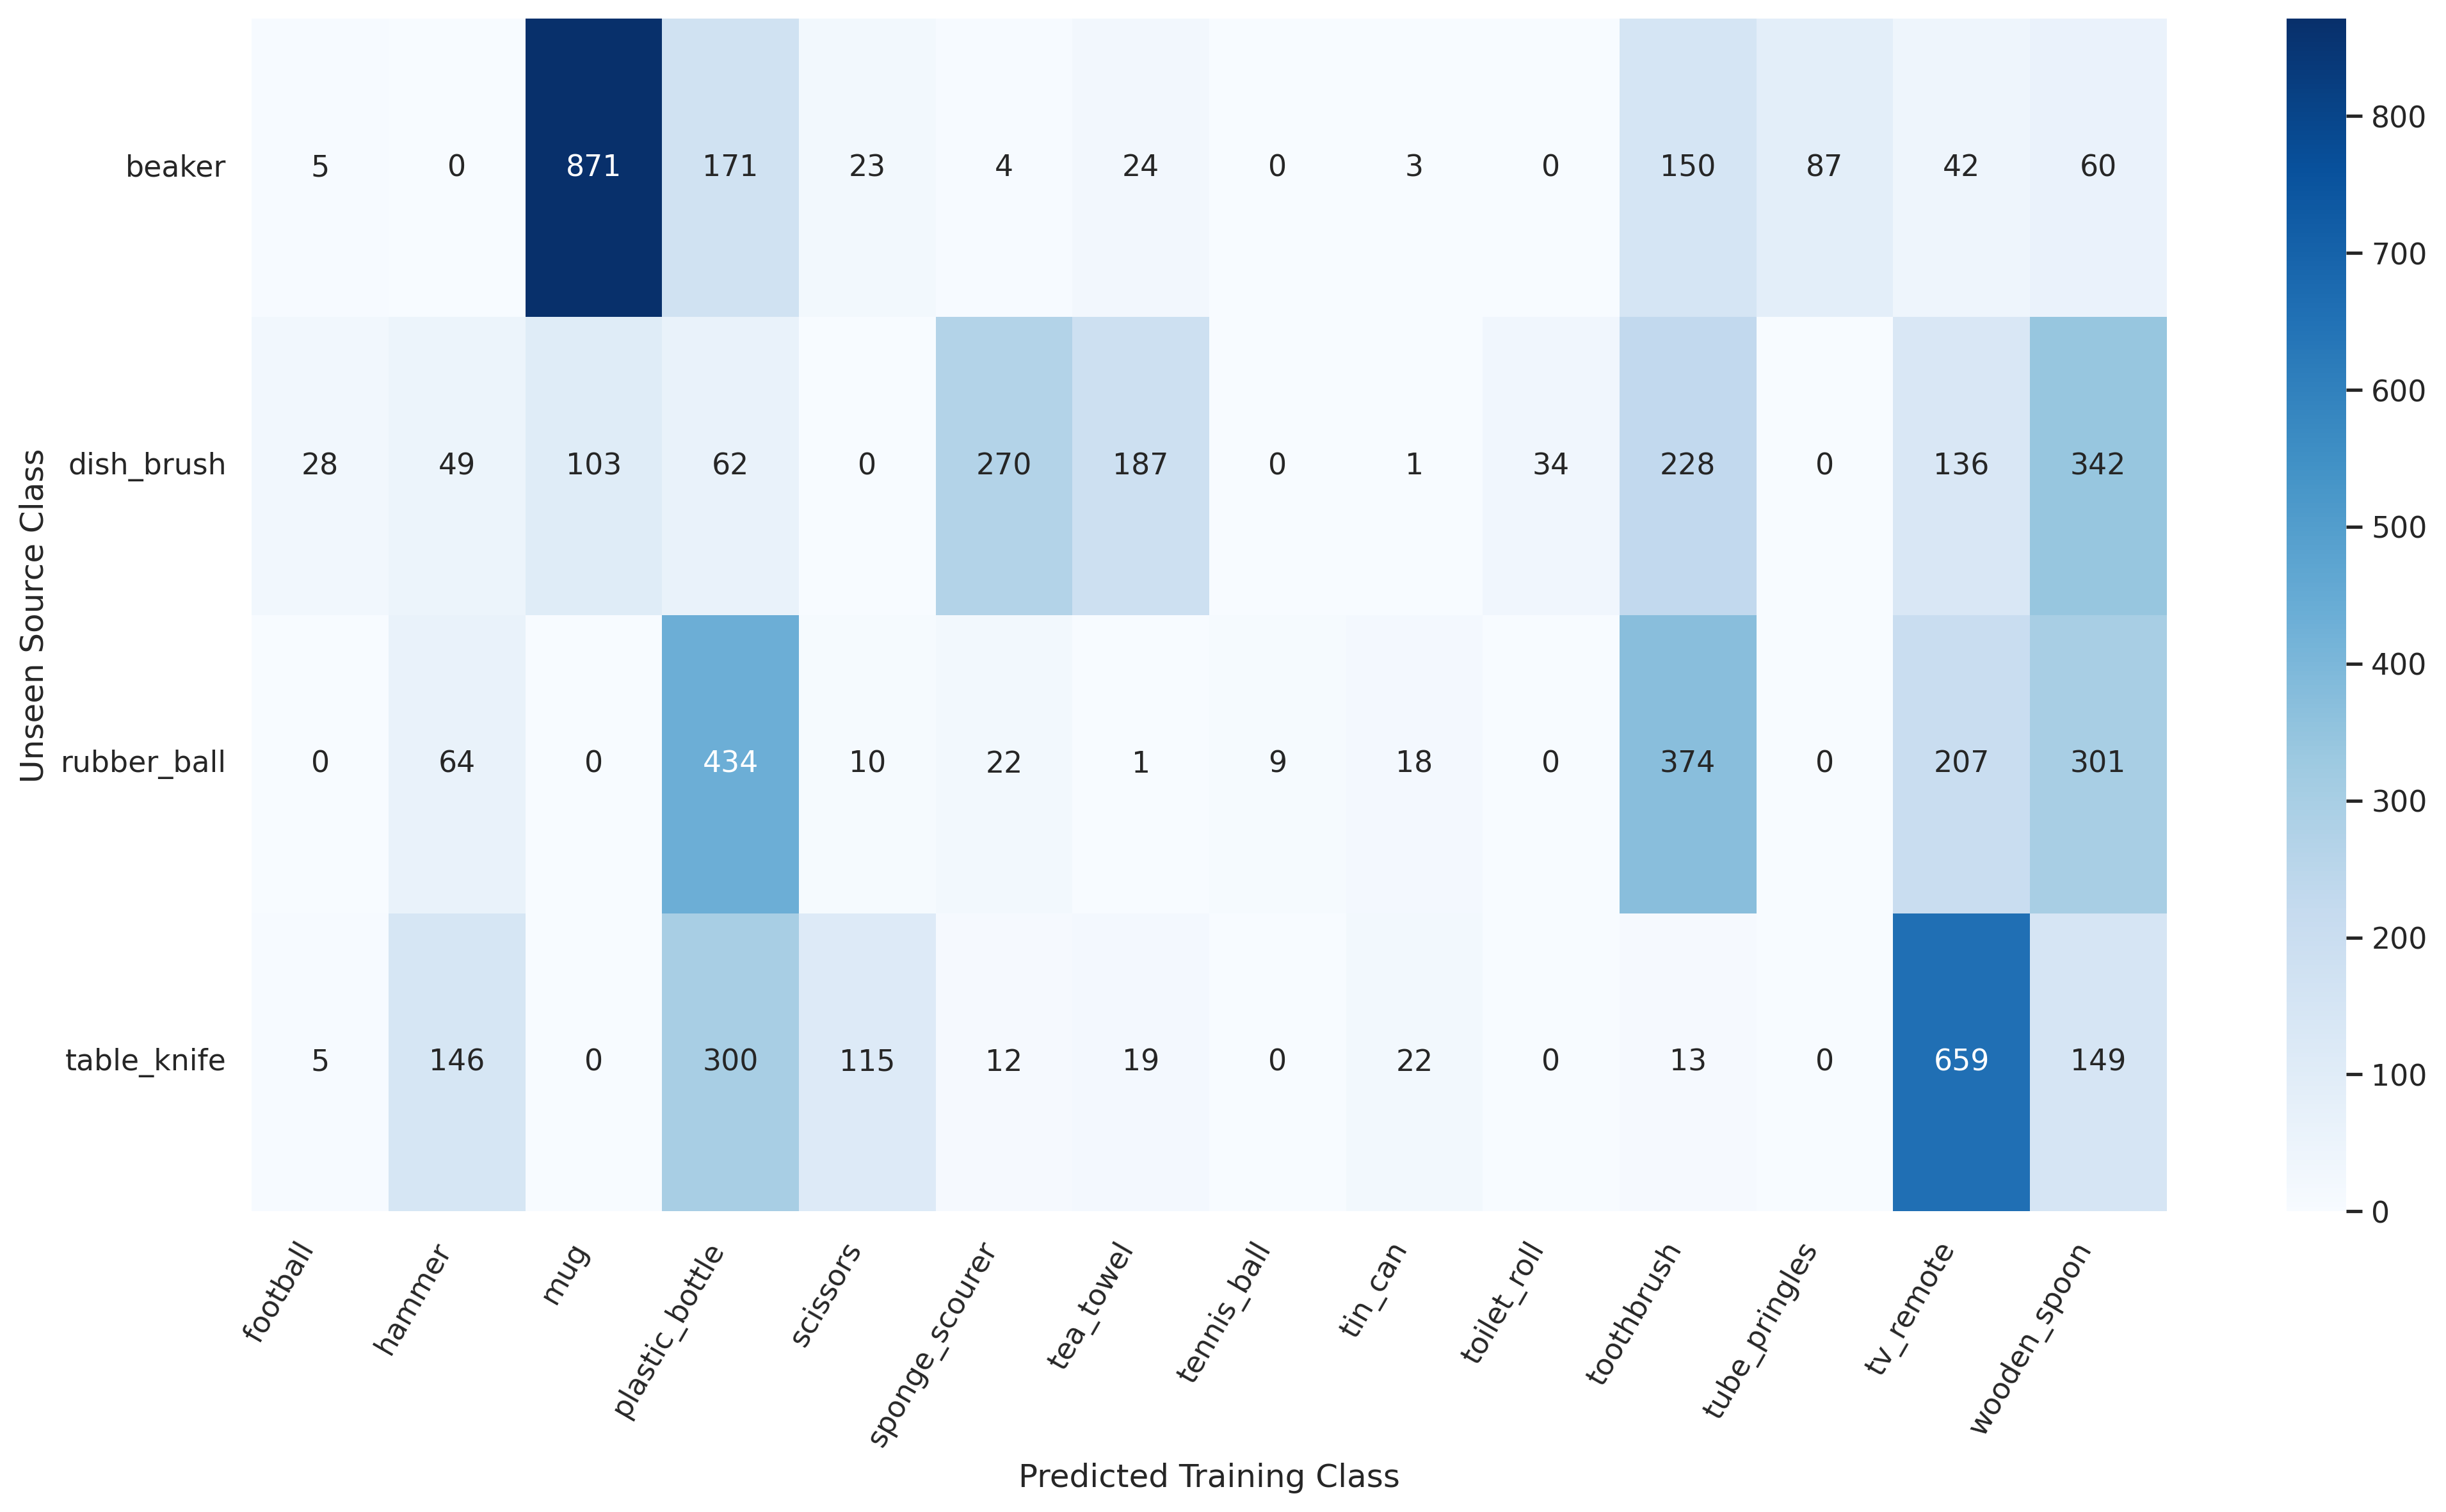 beaker 5 0 871 171 23 4 24 0 3 0 150 87 42 60
dish_brush 28 49 103 62 0 270 187 0 1 34 228 0 136 342
rubber_ball 0 64 0 434 10 22 1 9 18 0 374 0 207 301
table_knife 5 146 0 300 115 12 19 0 22 0 13 0 659 149
Unseen Source Class
football
hammer
mug
plastic_bottle
scissors
sponge_scourer
tea_towel
tennis_ball
tin_can
toilet_roll
toothbrush
tube_pringles
tv_remote
wooden_spoon
Predicted Training Class
800
700
600
500
400
300
200
100
0